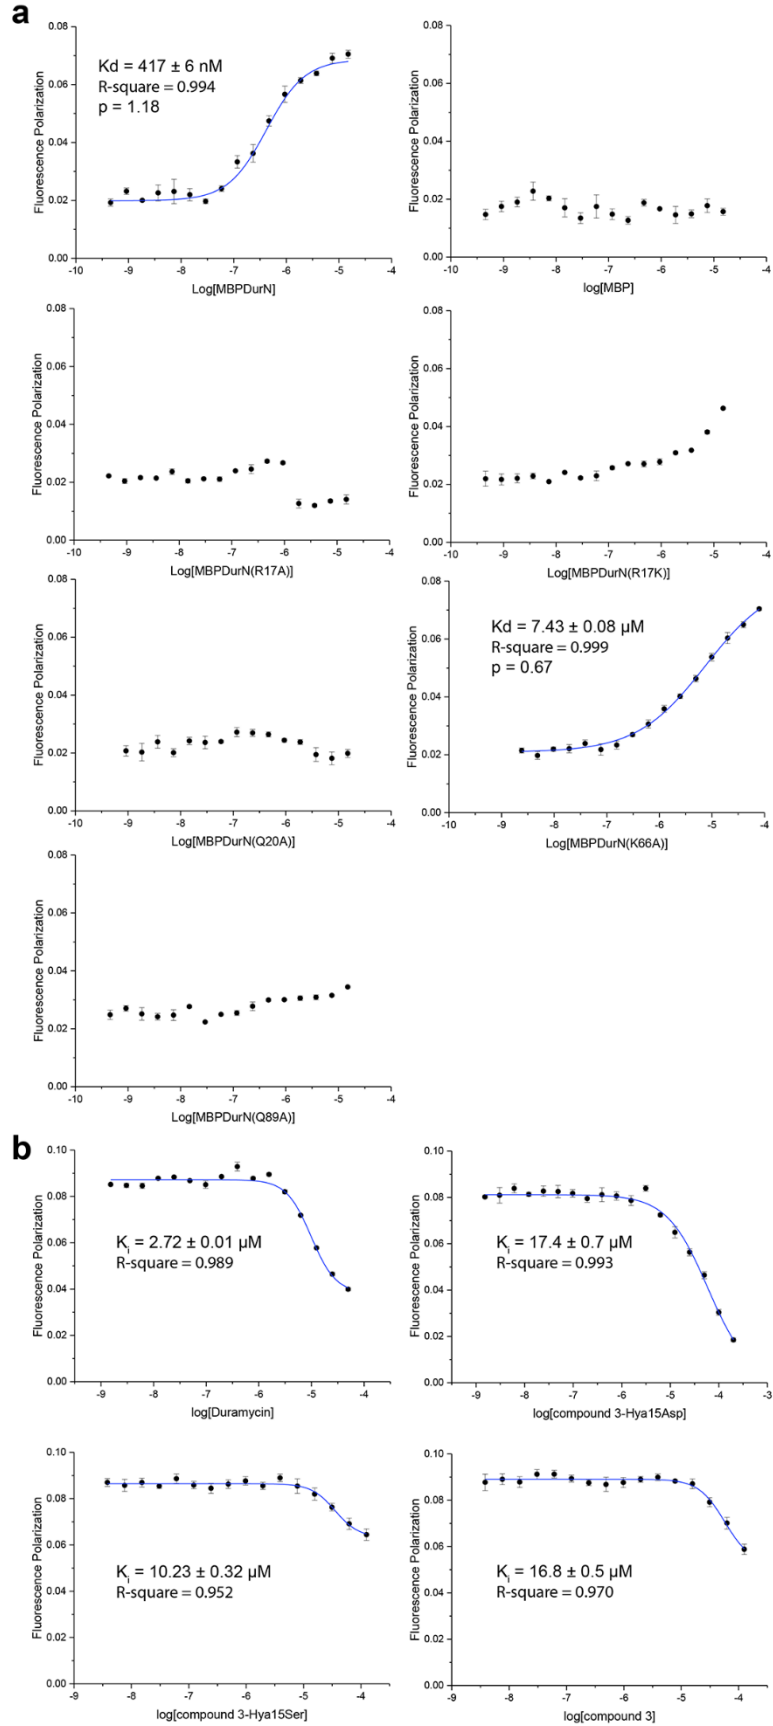 a
Fluorescence Polarization
0.08
0.06
0.04
0.02
0.00
Kd = 417 ± 6 nM
R-square = 0.994
p = 1.18
-10 -9 -8 -7 -6 -5 -4
Log[MBPDurN]
Fluorescence Polarization
0.08
0.06
0.04
0.02
0.00
-10 -9 -8 -7 -6 -5 -4
log[MBP]
Fluorescence Polarization
0.08
0.06
0.04
0.02
0.00
-10 -9 -8 -7 -6 -5 -4
Log[MBPDurN(R17A)]
Fluorescence Polarization
0.08
0.06
0.04
0.02
0.00
-10 -9 -8 -7 -6 -5 -4
Log[MBPDurN(R17K)]
Fluorescence Polarization
0.08
0.06
0.04
0.02
0.00
-10 -9 -8 -7 -6 -5 -4
Log[MBPDurN(Q20A)]
Fluorescence Polarization
0.08
0.06
0.04
0.02
0.00
Kd = 7.43 ± 0.08 μM
R-square = 0.999
p = 0.67
-10 -9 -8 -7 -6 -5 -4
Log[MBPDurN(K66A)]
Fluorescence Polarization
0.08
0.06
0.04
0.02
0.00
-10 -9 -8 -7 -6 -5 -4
Log[MBPDurN(Q89A)]
b
Fluorescence Polarization
0.10
0.08
0.06
0.04
0.02
0.00
Ki = 2.72 ± 0.01 μM
R-square = 0.989
-9 -8 -7 -6 -5 -4 -3
log[Duramycin]
Fluorescence Polarization
0.10
0.08
0.06
0.04
0.02
0.00
Ki = 17.4 ± 0.7 μM
R-square = 0.993
-9 -8 -7 -6 -5 -4 -3
log[compound 3-Hya15Asp]
Fluorescence Polarization
0.10
0.08
0.06
0.04
0.02
0.00
Ki = 10.23 ± 0.32 μM
R-square = 0.952
-9 -8 -7 -6 -5 -4 -3
log[compound 3-Hya15Ser]
Fluorescence Polarization
0.10
0.08
0.06
0.04
0.02
0.00
Ki = 16.8 ± 0.5 μM
R-square = 0.970
-9 -8 -7 -6 -5 -4
log[compound 3]